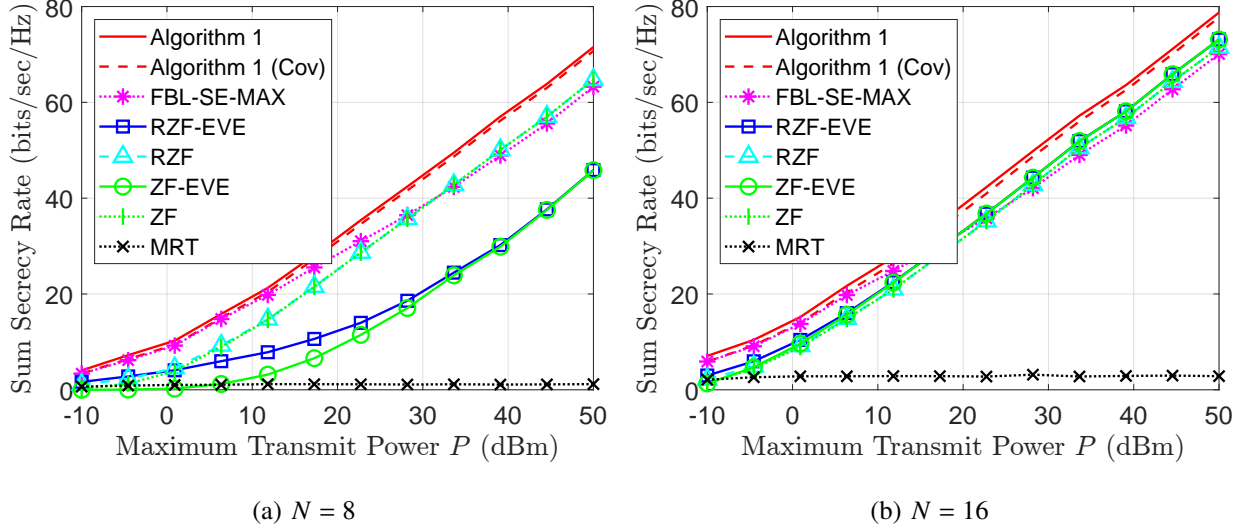 Sum Secrecy Rate (bits/sec/Hz)
80
60
40
20
0
Algorithm 1
Algorithm 1 (Cov)
FBL-SE-MAX
RZF-EVE
RZF
ZF-EVE
ZF
MRT
-10 0 10 20 30 40 50
Maximum Transmit Power P (dBm)
(a) N = 8
Sum Secrecy Rate (bits/sec/Hz)
80
60
40
20
0
Algorithm 1
Algorithm 1 (Cov)
FBL-SE-MAX
RZF-EVE
RZF
ZF-EVE
ZF
MRT
-10 0 10 20 30 40 50
Maximum Transmit Power P (dBm)
(b) N = 16